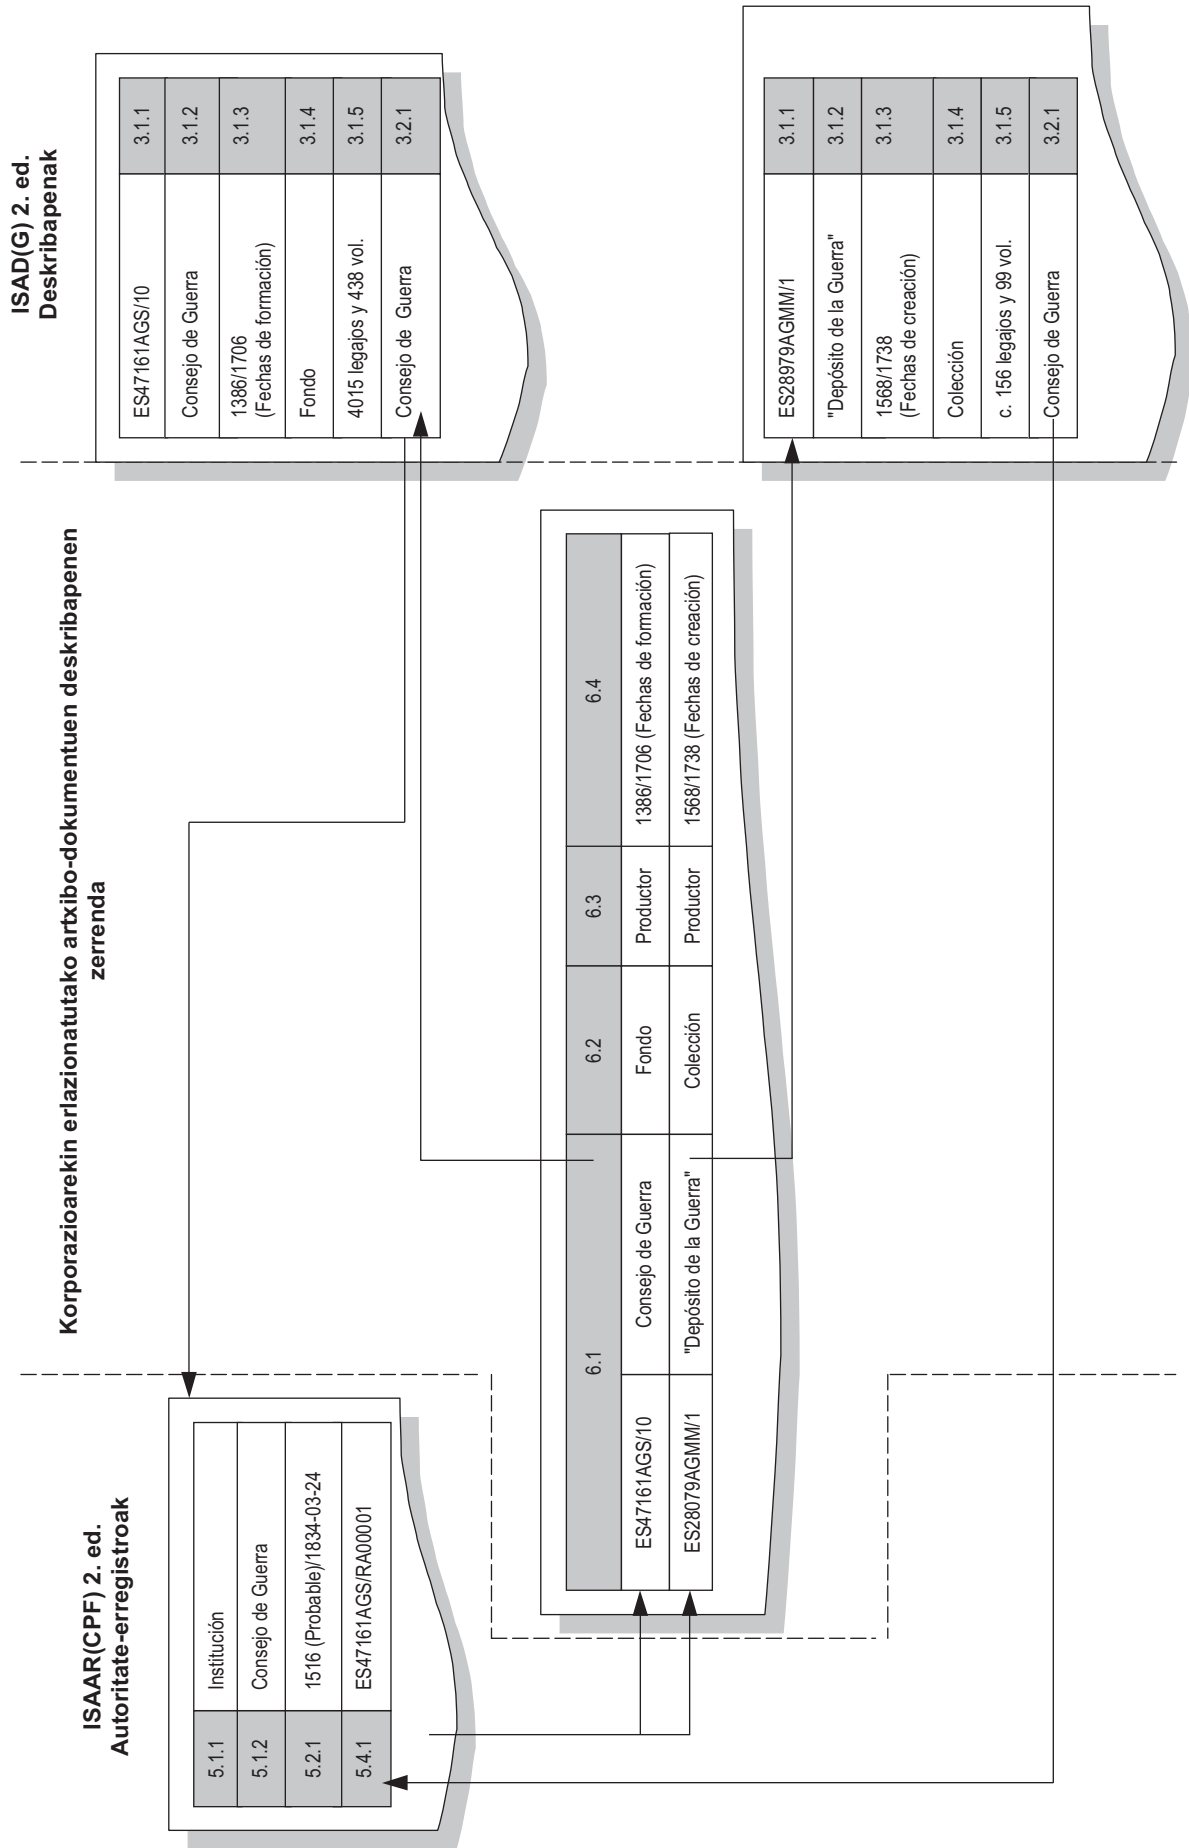 ISAAR(CPF) 2. ed.
Autoritate-erregistroak
5.1.1 Institución
5.1.2 Consejo de Guerra
5.2.1 1516 (Probable)/1834-03-24
5.4.1 ES47161AGS/RA00001
Korporazioarekin erlazionatutako artxibo-dokumentuen deskribapenen
zerrenda
6.1 6.2 6.3 6.4
ES47161AGS/10 Consejo de Guerra Fondo Productor 1386/1706 (Fechas de formación)
ES28079AGMM/1 "Depósito de la Guerra" Colección Productor 1568/1738 (Fechas de creación)
ISAD(G) 2. ed.
Deskribapenak
ES47161AGS/10 3.1.1
Consejo de Guerra 3.1.2
1386/1706 3.1.3
(Fechas de formación)
Fondo 3.1.4
4015 legajos y 438 vol. 3.1.5
Consejo de Guerra 3.2.1
ES28979AGMM/1 3.1.1
"Depósito de la Guerra" 3.1.2
1568/1738 3.1.3
(Fechas de creación)
Colección 3.1.4
c. 156 legajos y 99 vol. 3.1.5
Consejo de Guerra 3.2.1